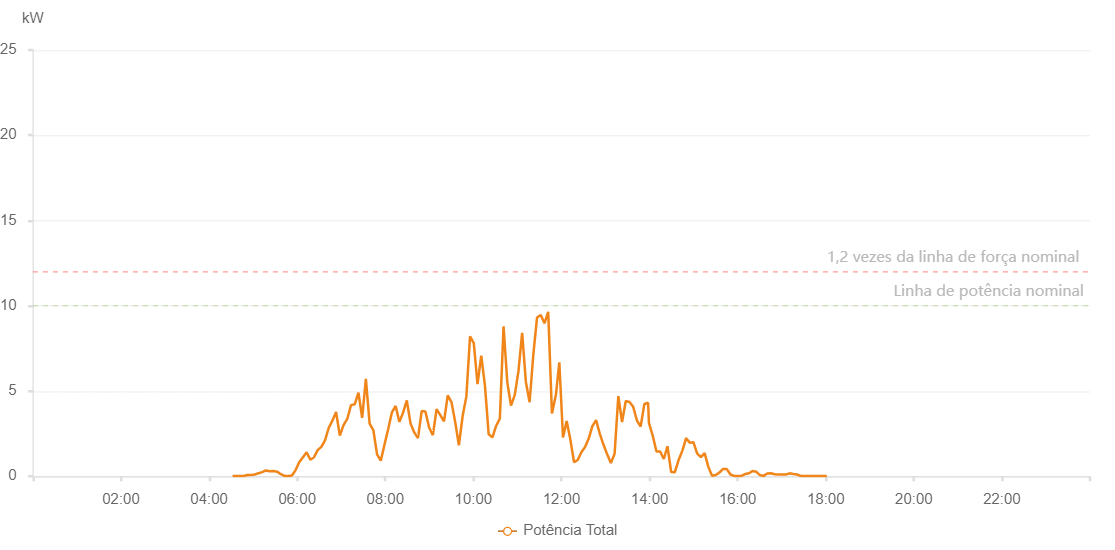 kW
25
20
15
1,2 vezes da linha de força nominal
Linha de potência nominal
10
5
0
02:00 04:00 06:00 08:00 10:00 12:00 14:00 16:00 18:00 20:00 22:00
Potência Total